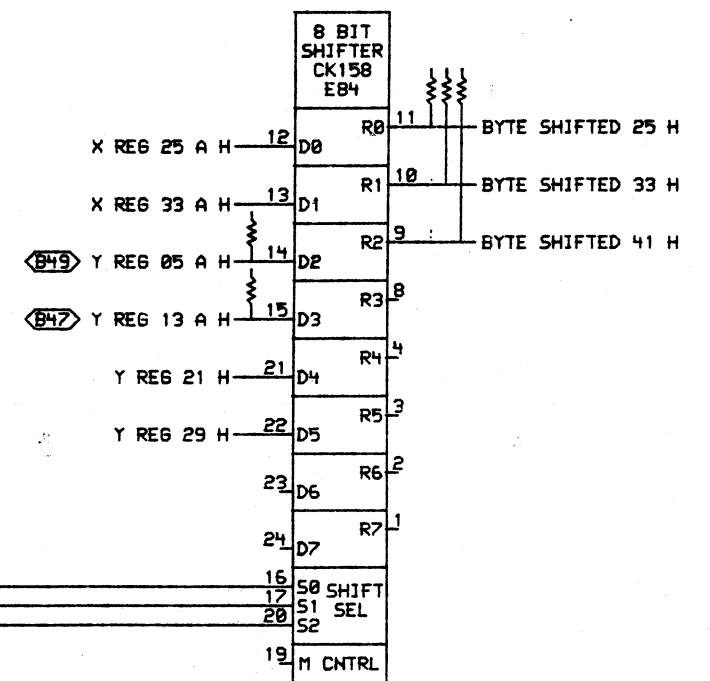 8 BIT
SHIFTER
CK158
E84
R0 11 BYTE SHIFTED 25 H
X REG 25 A H 12 D0
R1 10 BYTE SHIFTED 33 H
X REG 33 A H 13 D1
R2 9 BYTE SHIFTED 41 H
B49 Y REG 05 A H 14 D2
R3 8
B47 Y REG 13 A H 15 D3
R4 4
Y REG 21 H 21 D4
R5 3
Y REG 29 H 22 D5
R6 2
23 D6
R7 1
24 D7
16 S0 SHIFT
17 S1 SEL
20 S2
19 M CNTRL